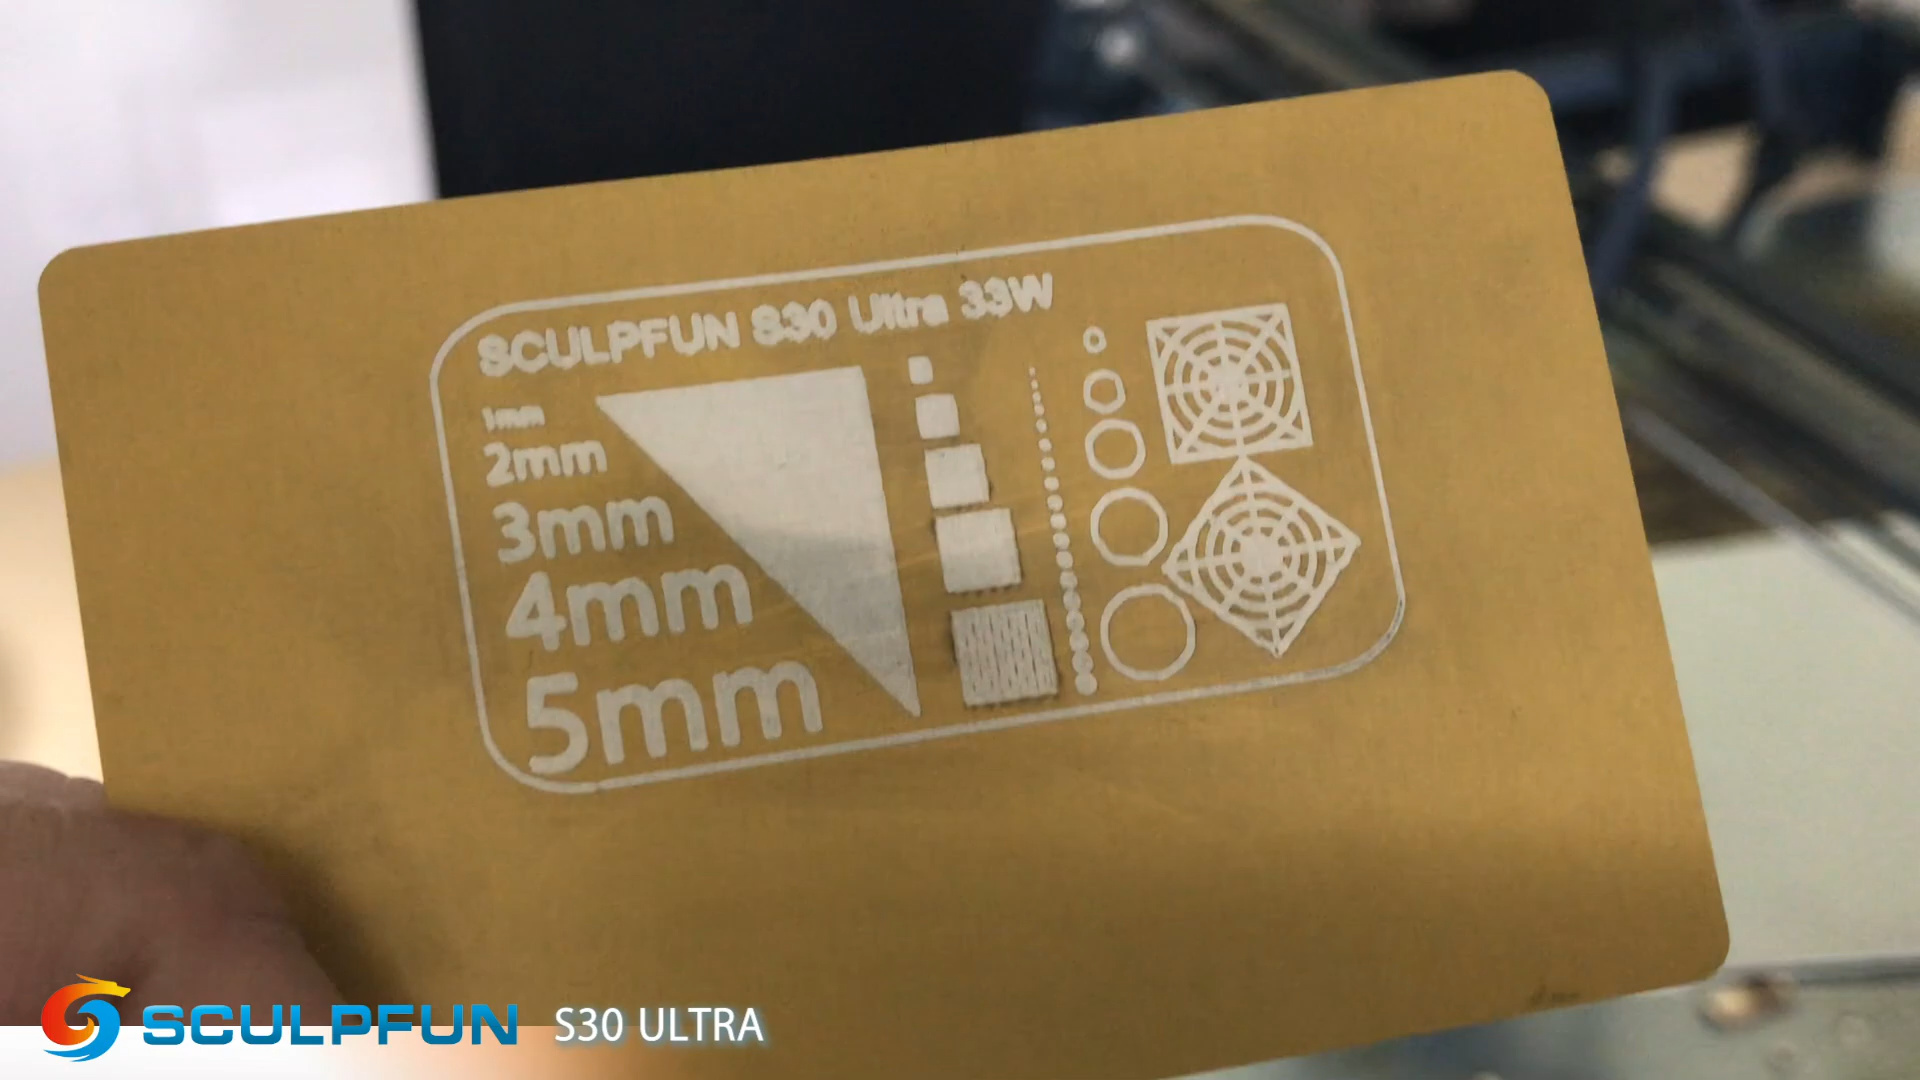 SCULPFUN S30 Ultra 33W
1mm
2mm
3mm
4mm
5mm
SCULPFUN S30 ULTRA